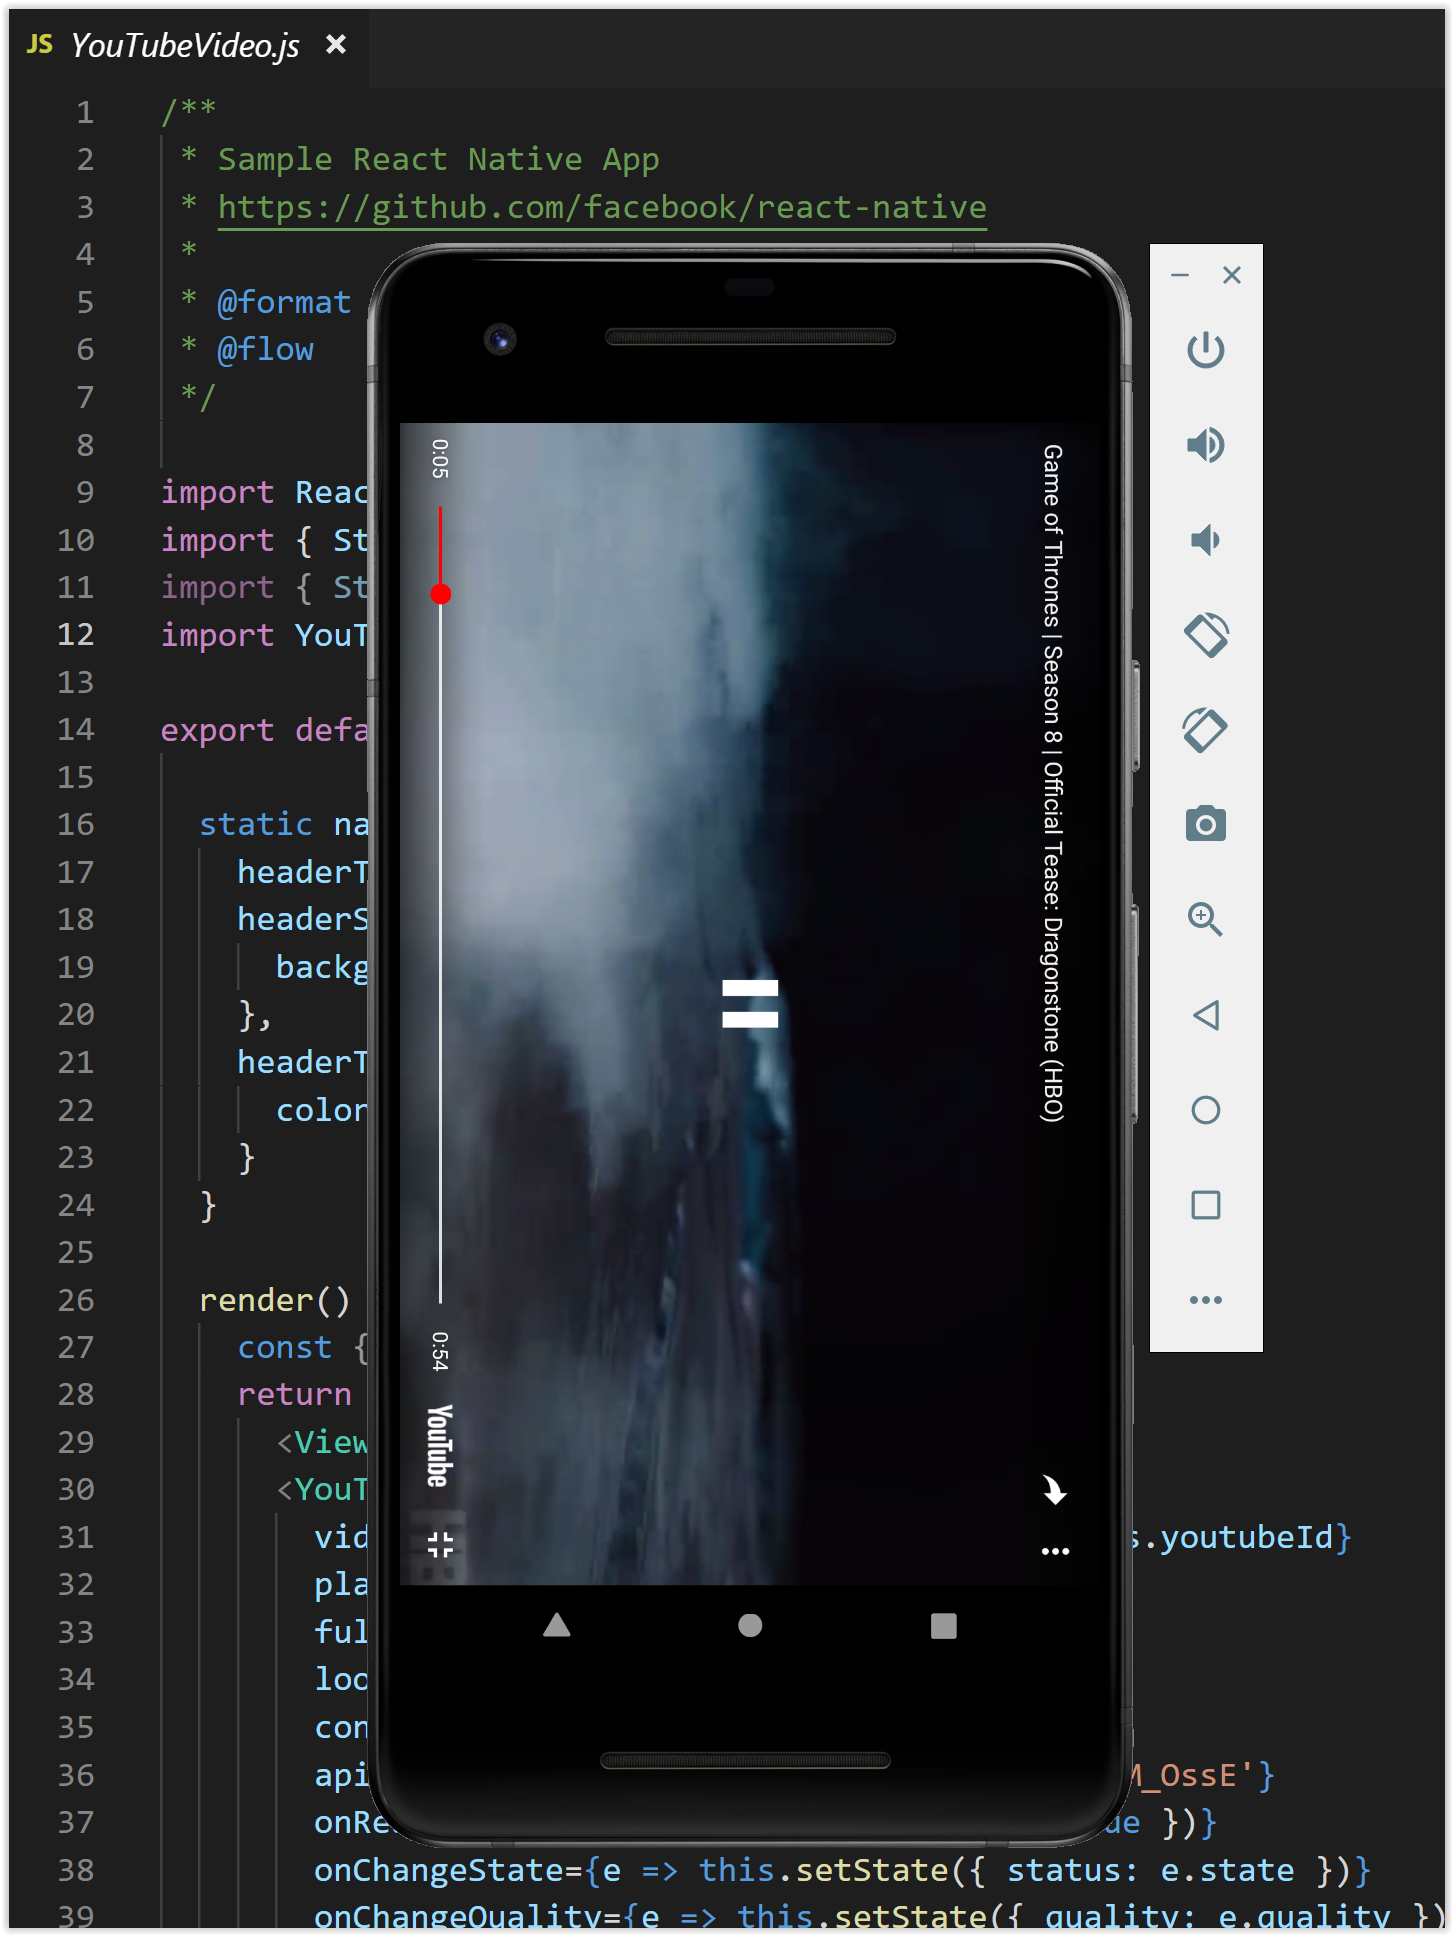 JS YouTubeVideo.js ×
1 /**
2 * Sample React Native App
3 * https://github.com/facebook/react-native
4 *
5 * @format
6 * @flow
7 */
8
9 import Reac
10 import { St
11 import { St
12 import YouT
13
14 export defa
15
16 static na
17 headerT
18 headerS
19 backg
20 },
21 headerT
22 color
23 }
24 }
25
26 render()
27 const {
28 return
29 <View
30 <YouT
31 vid s.youtubeId}
32 pla
33 ful
34 loo
35 con
36 api M_OssE'}
37 onRe ue })}
38 onChangeState={e => this.setState({ status: e.state })}
39 onChangeQuality={e => this.setState({ quality: e.quality })
Game of Thrones | Season 8 | Official Tease: Dragonstone (HBO)
0:05
0:54
YouTube